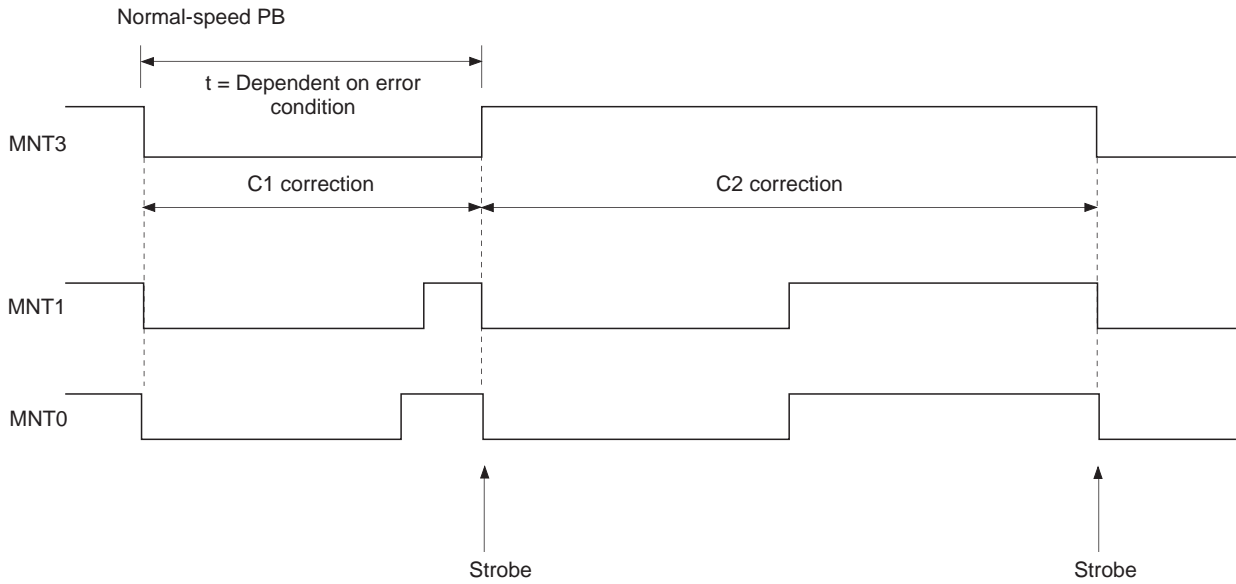 Normal-speed PB
t = Dependent on error
condition
MNT3
C1 correction
C2 correction
MNT1
MNT0
Strobe
Strobe